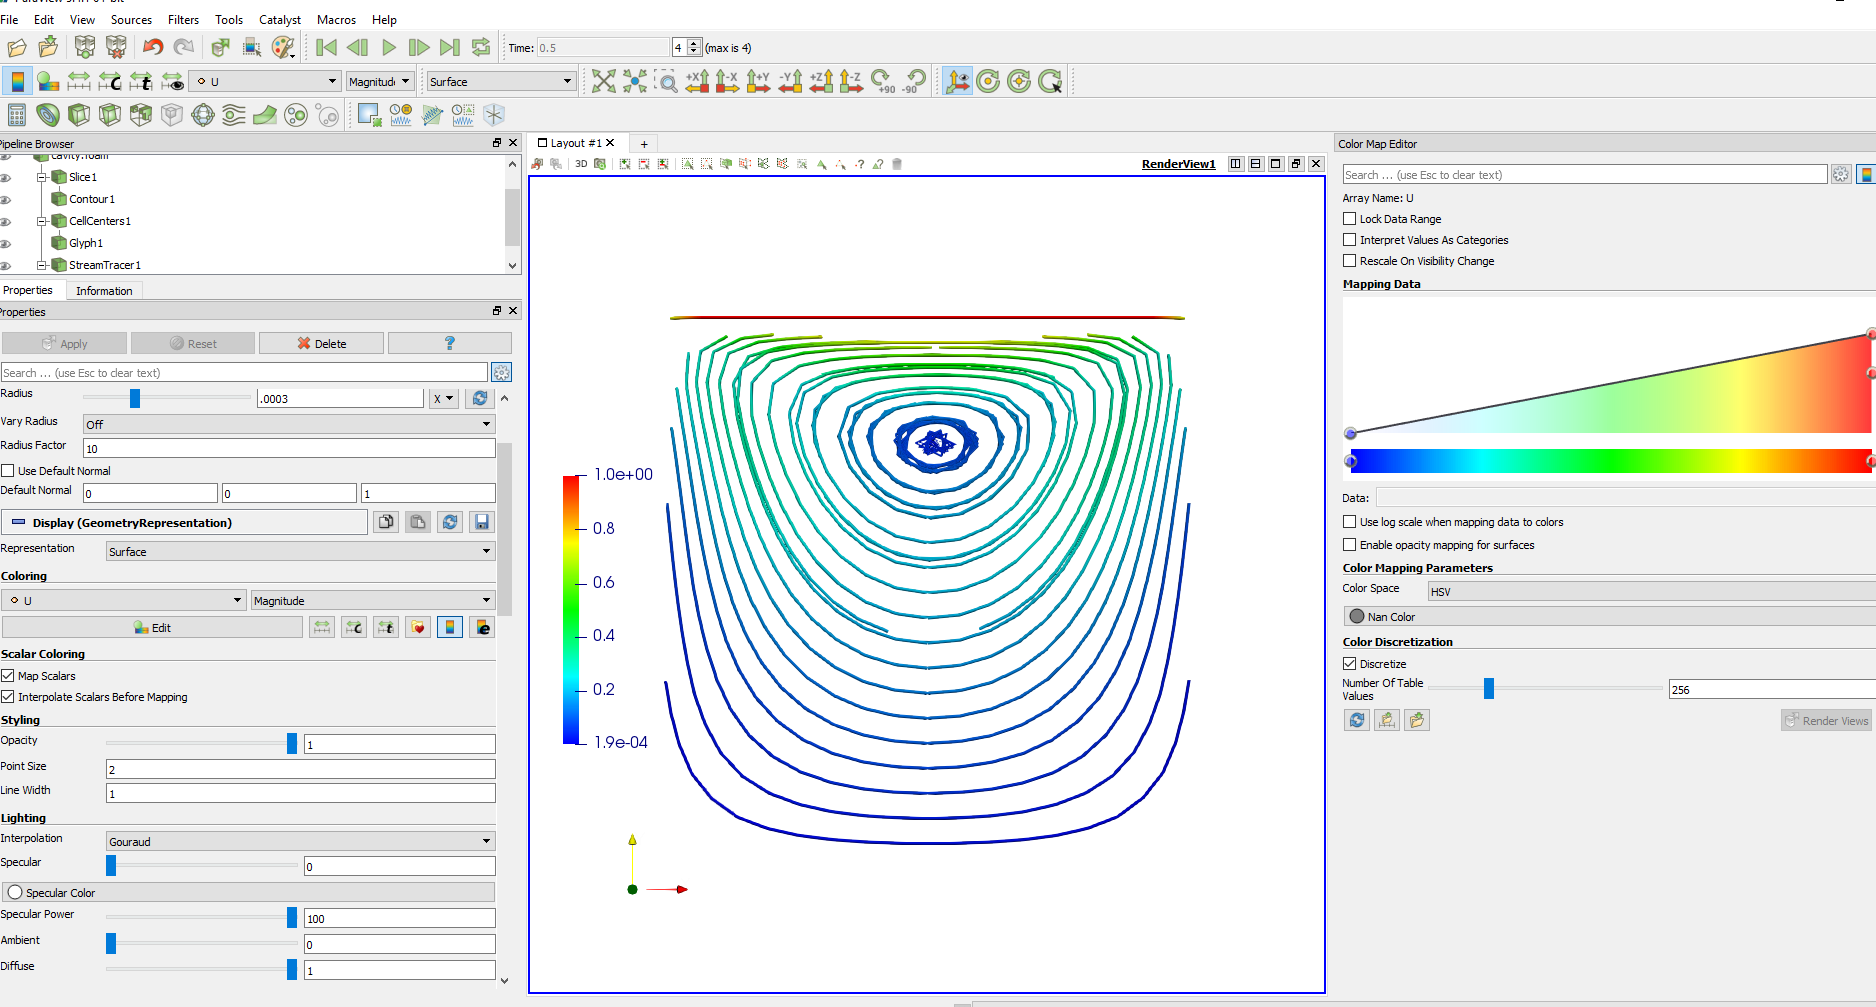 File Edit View Sources Filters Tools Catalyst Macros Help
Time: 0.5 4 (max is 4)
U Magnitud Surface
+X -X +Y -Y +Z -Z +90 -90
Pipeline Browser
cavity.foam
Slice1
Contour1
CellCenters1
Glyph1
StreamTracer1
Properties Information
Properties
Apply Reset Delete ?
Search ... (use Esc to clear text)
Radius .0003 X
Vary Radius Off
Radius Factor 10
Use Default Normal
Default Normal 0 0 1
Display (GeometryRepresentation)
Representation Surface
Coloring
U Magnitude
Edit
Scalar Coloring
Map Scalars
Interpolate Scalars Before Mapping
Styling
Opacity 1
Point Size 2
Line Width 1
Lighting
Interpolation Gouraud
Specular 0
Specular Color
Specular Power 100
Ambient 0
Diffuse 1
Layout #1 +
3D RenderView1
1.0e+00
0.8
0.6
0.4
0.2
1.9e-04
Color Map Editor
Search ... (use Esc to clear text)
Array Name: U
Lock Data Range
Interpret Values As Categories
Rescale On Visibility Change
Mapping Data
Data:
Use log scale when mapping data to colors
Enable opacity mapping for surfaces
Color Mapping Parameters
Color Space HSV
Nan Color
Color Discretization
Discretize
Number Of Table
Values 256
Render Views